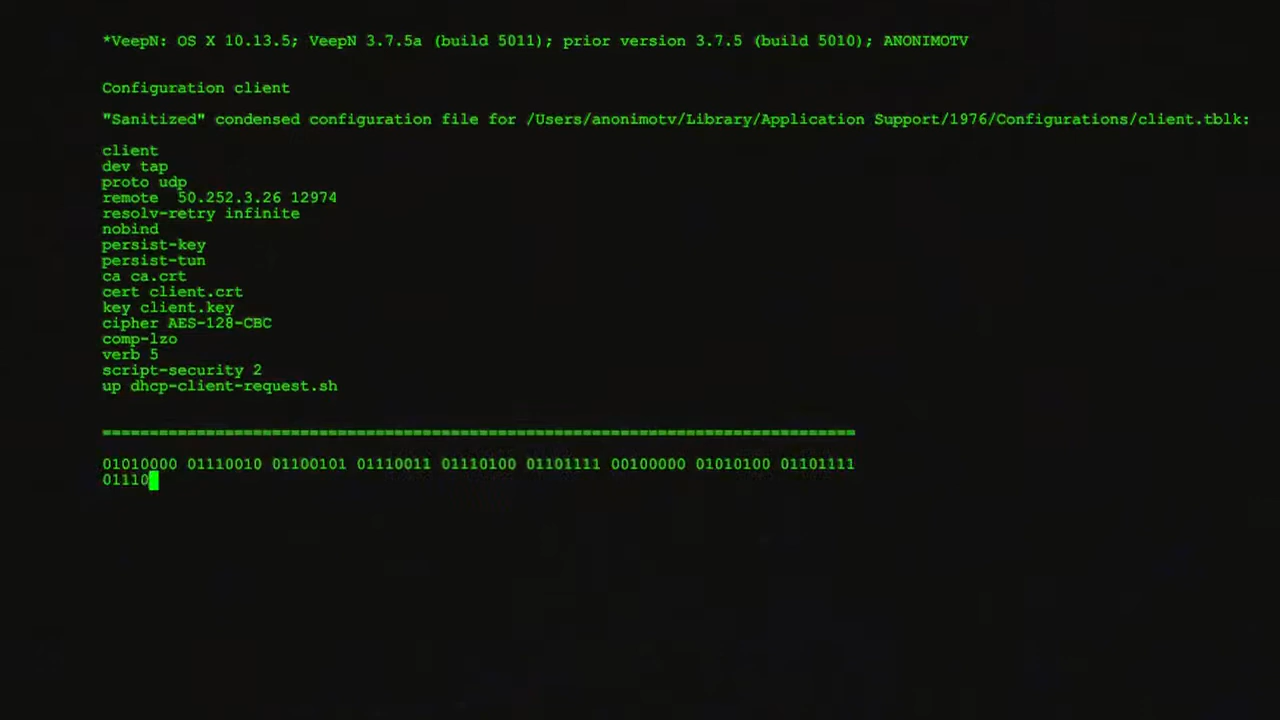 *VeepN: OS X 10.13.5; VeepN 3.7.5a (build 5011); prior version 3.7.5 (build 5010); ANONIMOTV
Configuration client
"Sanitized" condensed configuration file for /Users/anonimotv/Library/Application Support/1976/Configurations/client.tblk:
client
dev tap
proto udp
remote  50.252.3.26 12974
resolv-retry infinite
nobind
persist-key
persist-tun
ca ca.crt
cert client.crt
key client.key
cipher AES-128-CBC
comp-lzo
verb 5
script-security 2
up dhcp-client-request.sh
================================================================================
01010000 01110010 01100101 01110011 01110100 01101111 00100000 01010100 01101111
01110